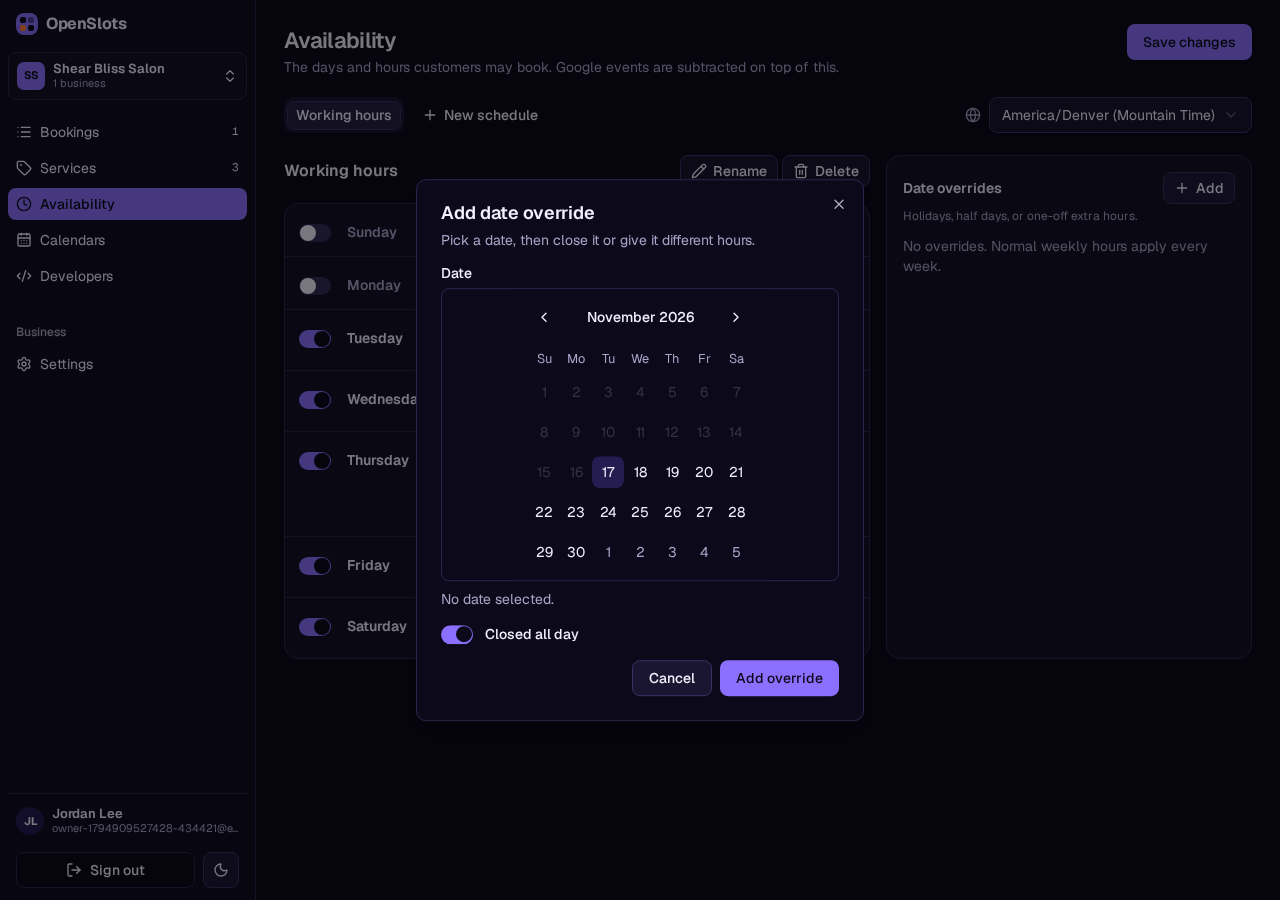 OpenSlots
SS
Shear Bliss Salon
1 business
Bookings 1
Services 3
Availability
Calendars
Developers
Business
Settings
JL
Jordan Lee
owner-1794909527428-434421@e…
Sign out
Availability
The days and hours customers may book. Google events are subtracted on top of this.
Save changes
Working hours
New schedule
America/Denver (Mountain Time)
Working hours
Rename
Delete
Sunday
Monday
Tuesday
Thursday
Friday
Saturday
Date overrides
Add
Holidays, half days, or one-off extra hours.
No overrides. Normal weekly hours apply every
week.
Add date override
Pick a date, then close it or give it different hours.
Date
November 2026
Su Mo Tu We Th Fr Sa
1 2 3 4 5 6 7
8 9 10 11 12 13 14
15 16 17 18 19 20 21
22 23 24 25 26 27 28
29 30 1 2 3 4 5
No date selected.
Closed all day
Cancel
Add override